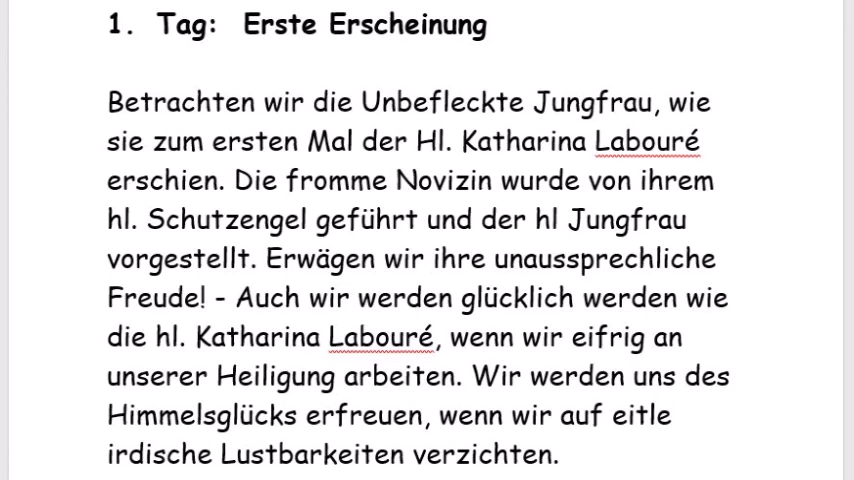 1. Tag: Erste Erscheinung
Betrachten wir die Unbefleckte Jungfrau, wie
sie zum ersten Mal der Hl. Katharina Labouré
erschien. Die fromme Novizin wurde von ihrem
hl. Schutzengel geführt und der hl Jungfrau
vorgestellt. Erwägen wir ihre unaussprechliche
Freude! - Auch wir werden glücklich werden wie
die hl. Katharina Labouré, wenn wir eifrig an
unserer Heiligung arbeiten. Wir werden uns des
Himmelsglücks erfreuen, wenn wir auf eitle
irdische Lustbarkeiten verzichten.